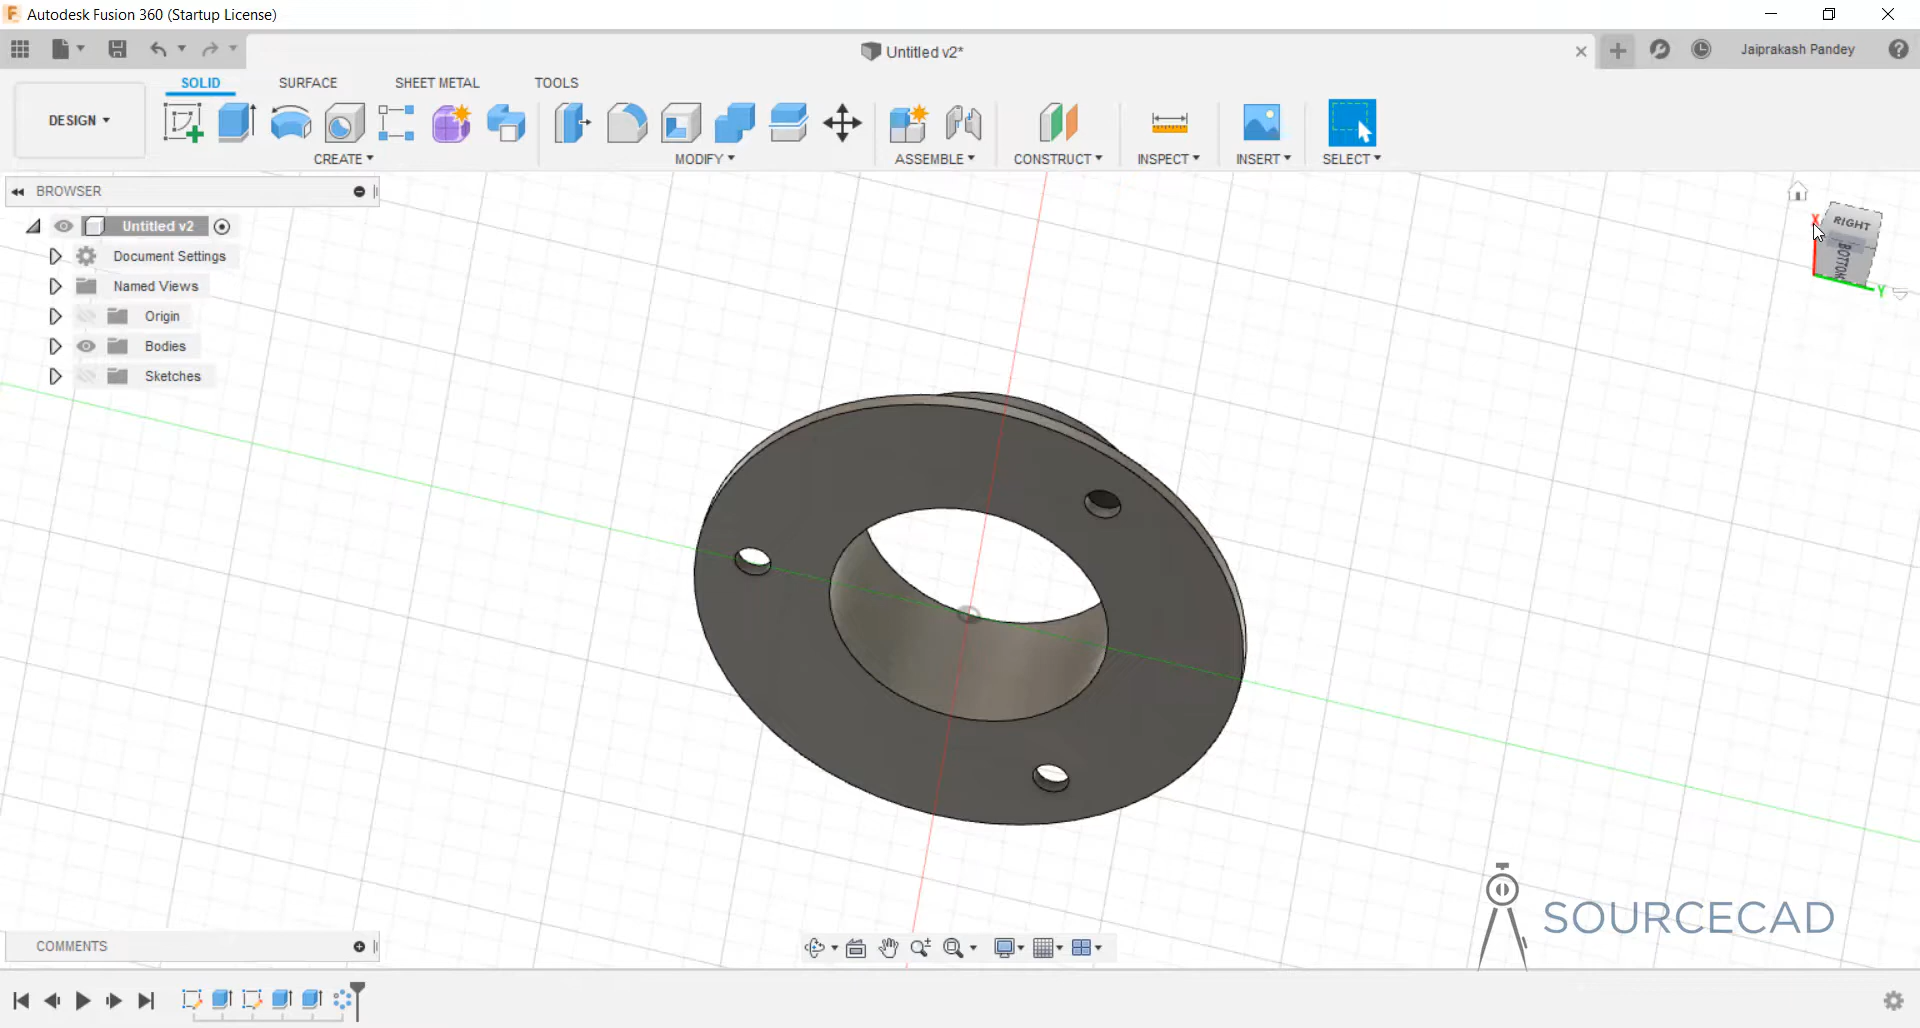 Autodesk Fusion 360 (Startup License)
Untitled v2*
Jaiprakash Pandey
SOLID SURFACE SHEET METAL TOOLS
DESIGN
CREATE MODIFY ASSEMBLE CONSTRUCT INSPECT INSERT SELECT
BROWSER
Untitled v2
Document Settings
Named Views
Origin
Bodies
Sketches
X
RIGHT
BOTTOM
Y
SOURCECAD
COMMENTS